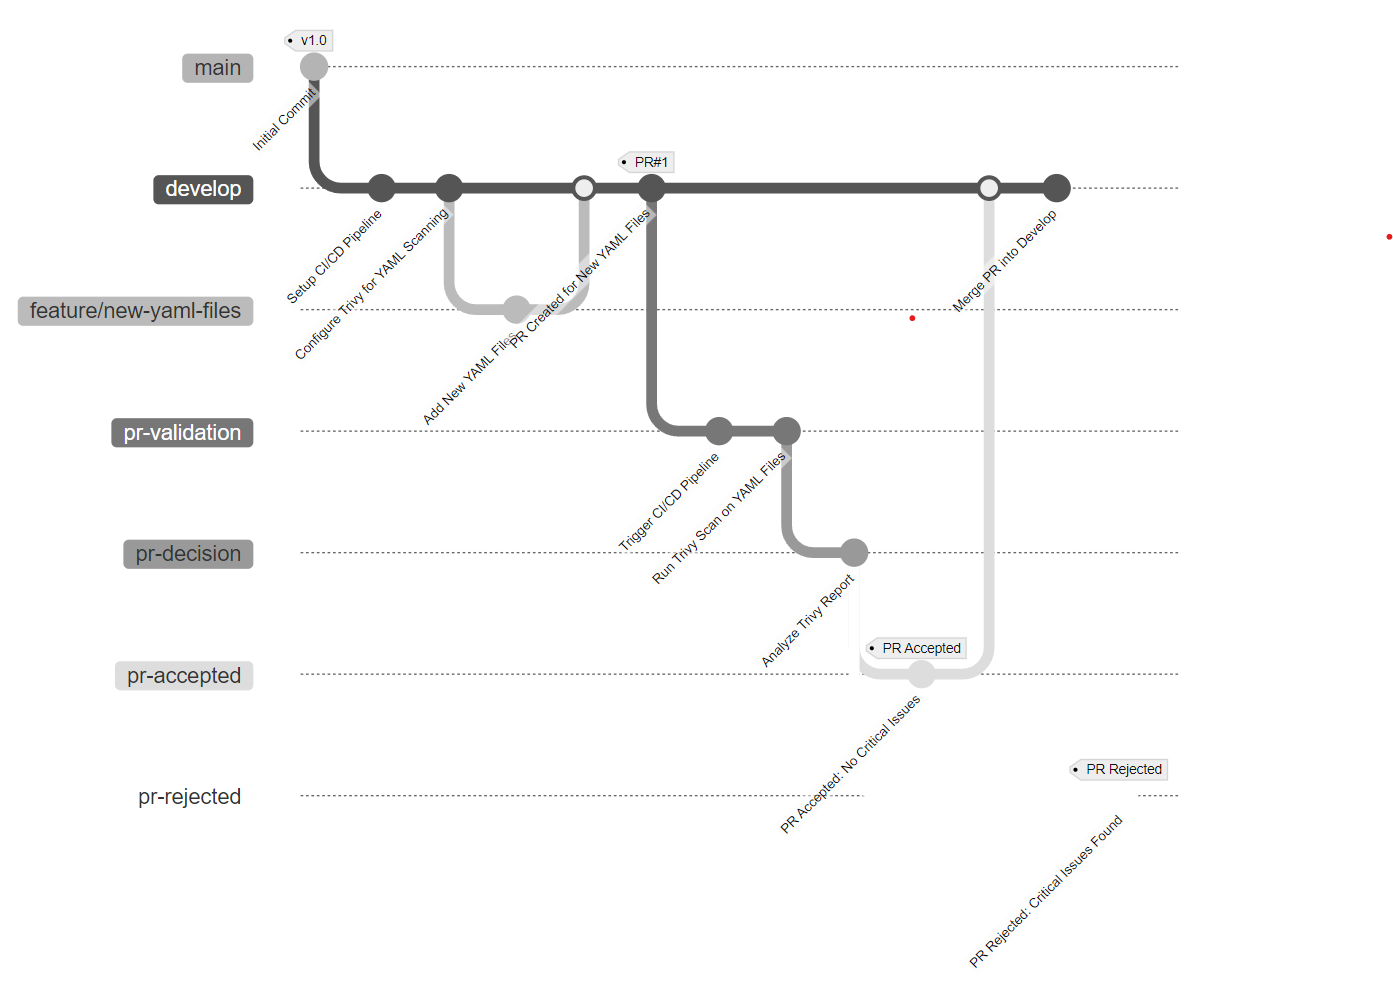 v1.0
main
Initial Commit
PR#1
develop
Setup CI/CD Pipeline
Configure Trivy for YAML Scanning
PR Created for New YAML Files
Merge PR into Develop
feature/new-yaml-files
Add New YAML Files
pr-validation
Trigger CI/CD Pipeline
Run Trivy Scan on YAML Files
pr-decision
Analyze Trivy Report
PR Accepted
pr-accepted
PR Accepted: No Critical Issues
PR Rejected
pr-rejected
PR Rejected: Critical Issues Found